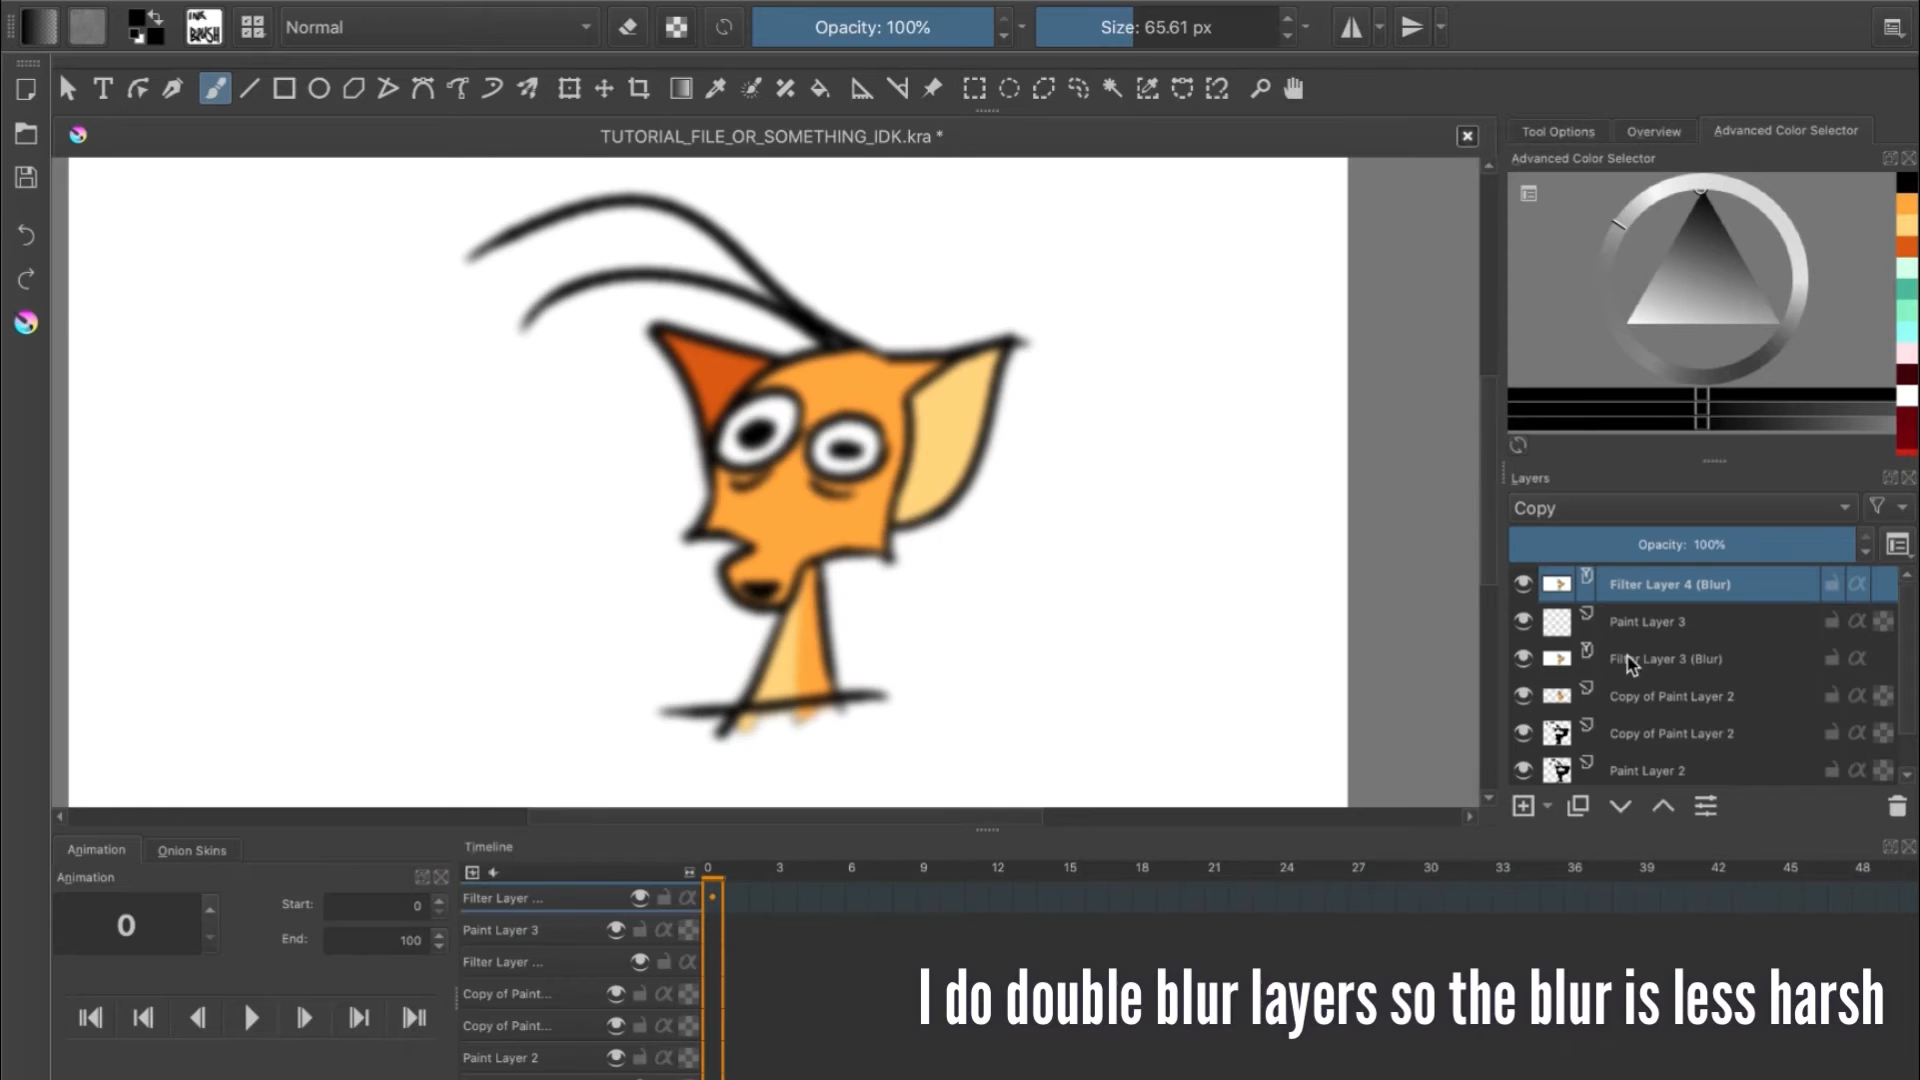 INK
BRUSH
Normal
Opacity: 100%
Size: 65.61 px
TUTORIAL_FILE_OR_SOMETHING_IDK.kra *
Tool Options
Overview
Advanced Color Selector
Advanced Color Selector
Layers
Copy
Opacity: 100%
Filter Layer 4 (Blur)
Paint Layer 3
Filter Layer 3 (Blur)
Copy of Paint Layer 2
Copy of Paint Layer 2
Paint Layer 2
Animation
Onion Skins
Animation
0
Start: 0
End: 100
Timeline
0 3 6 9 12 15 18 21 24 27 30 33 36 39 42 45 48
Filter Layer ...
Paint Layer 3
Filter Layer ...
Copy of Paint...
Copy of Paint...
Paint Layer 2
I do double blur layers so the blur is less harsh